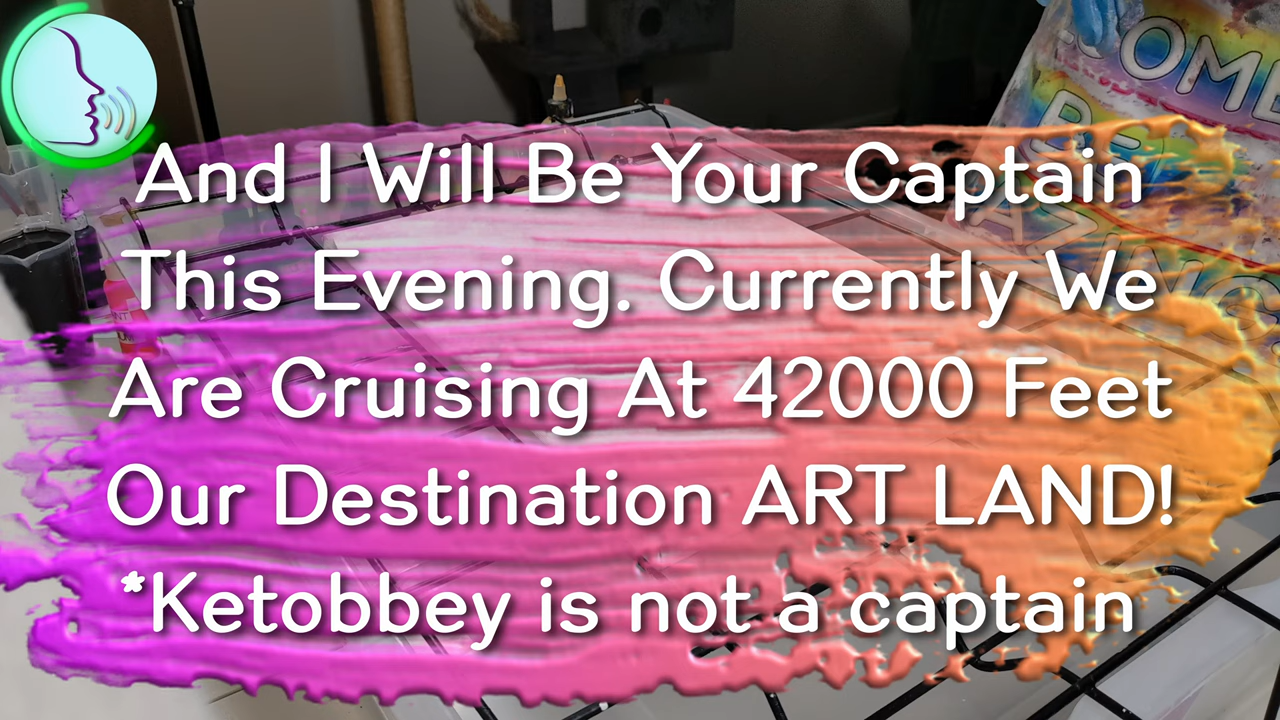 And I Will Be Your Captain
This Evening. Currently We
Are Cruising At 42000 Feet
Our Destination ART LAND!
*Ketobbey is not a captain